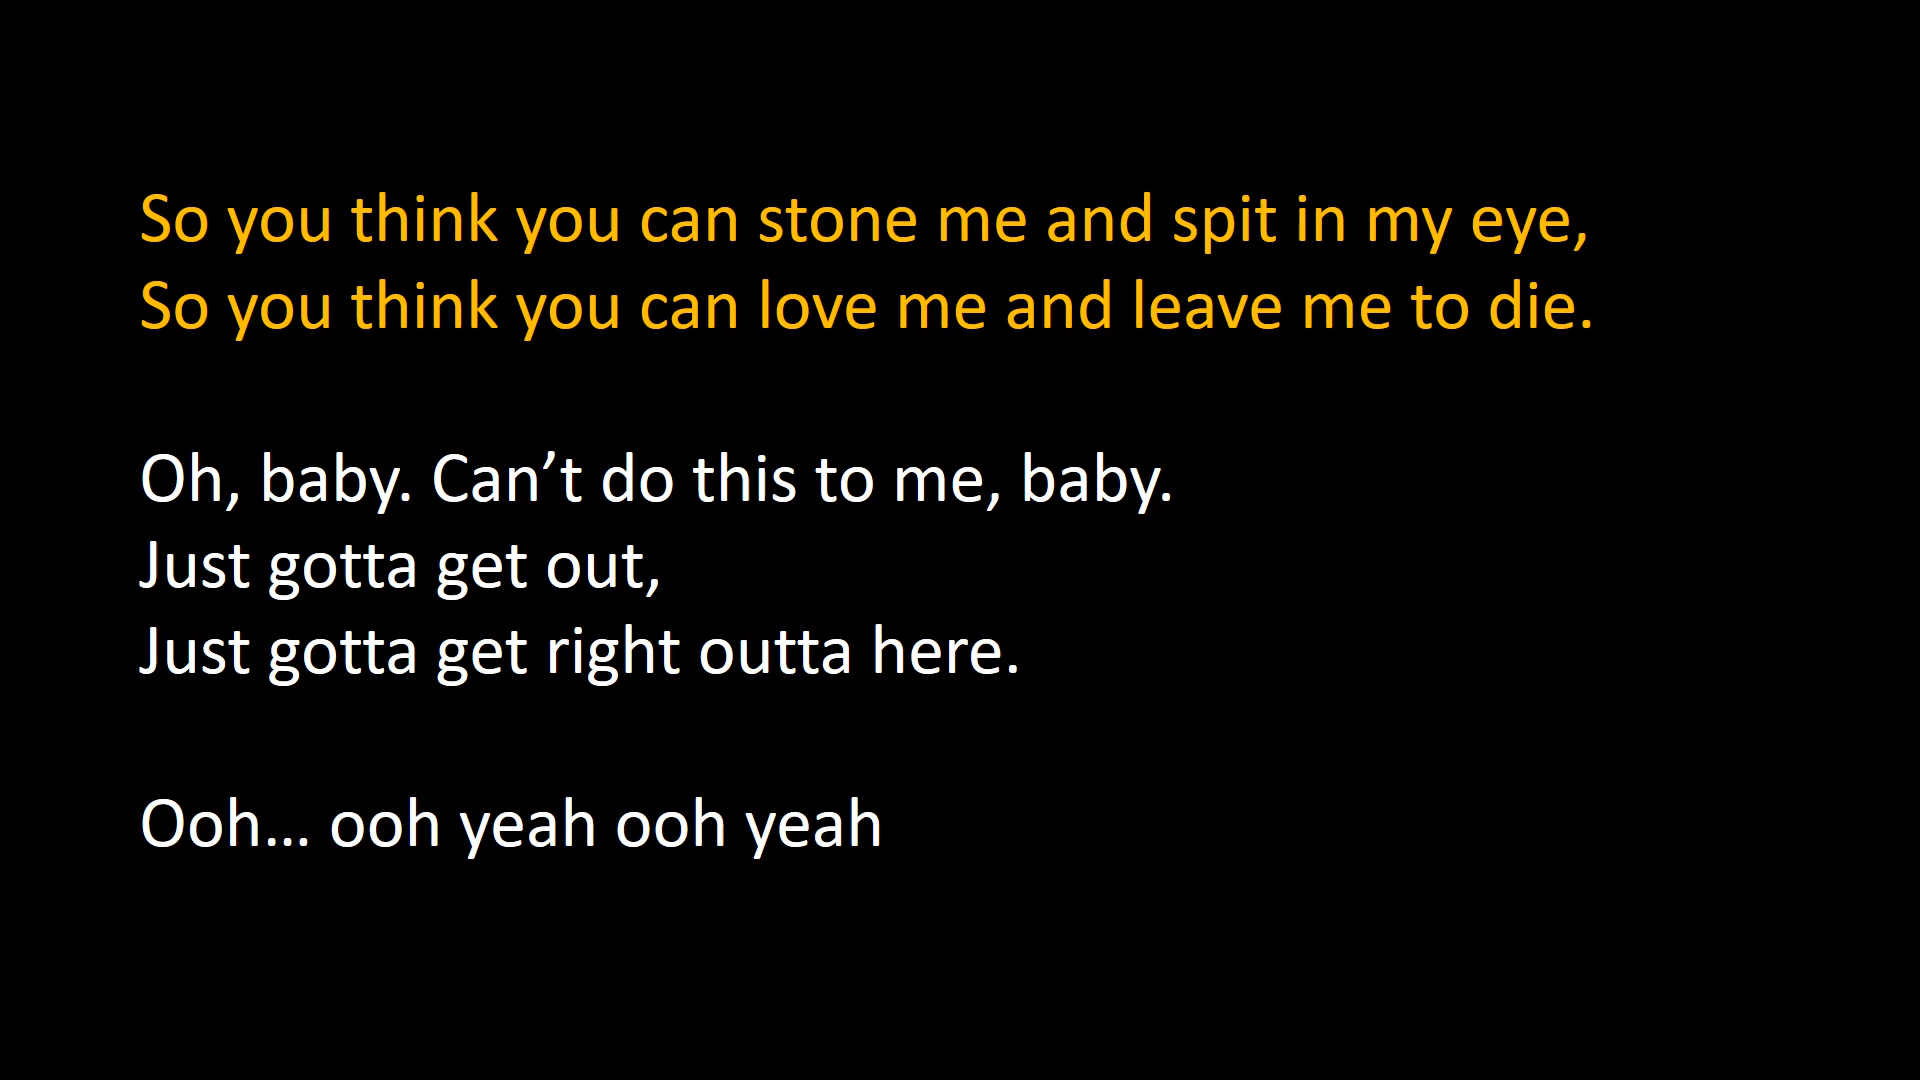 So you think you can stone me and spit in my eye,
So you think you can love me and leave me to die.
Oh, baby. Can’t do this to me, baby.
Just gotta get out,
Just gotta get right outta here.
Ooh… ooh yeah ooh yeah